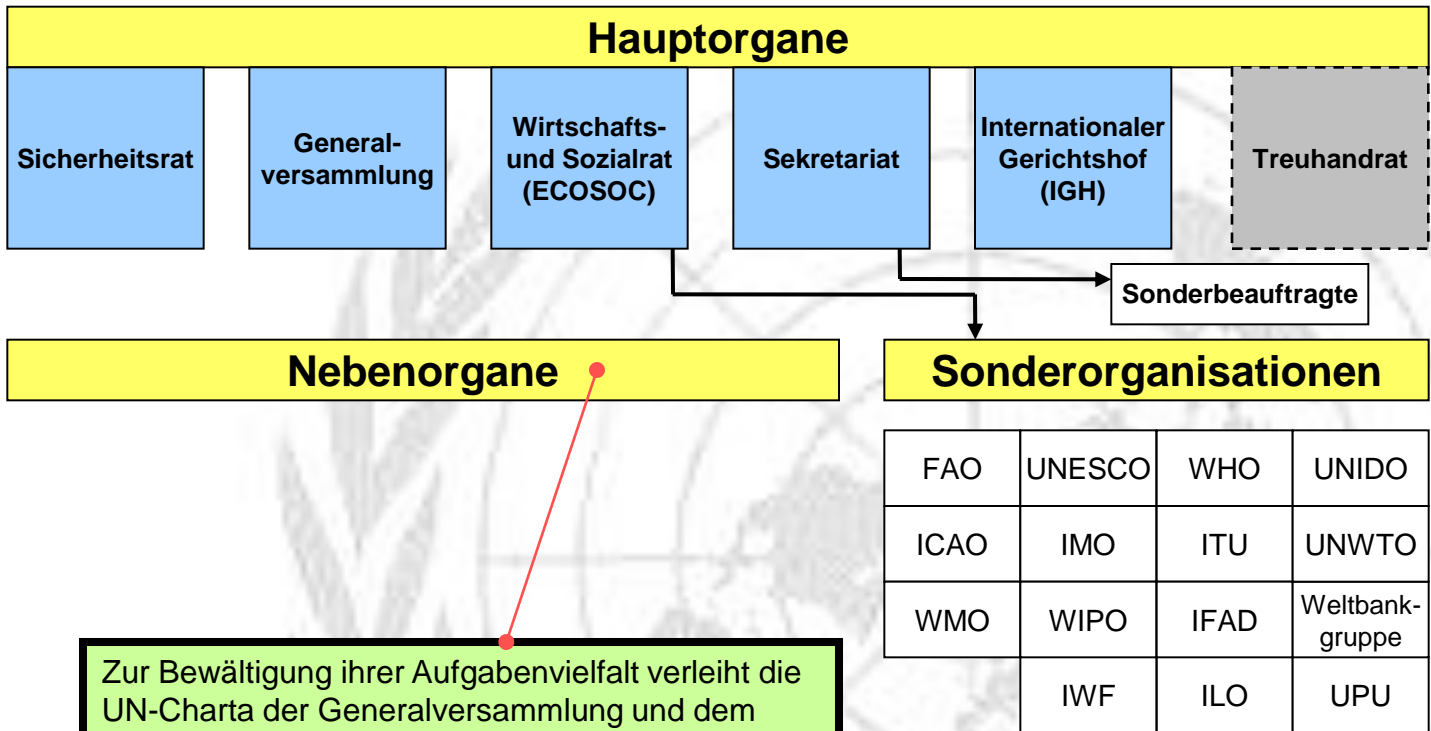 Hauptorgane
Sicherheitsrat
General-
versammlung
Wirtschafts-
und Sozialrat
(ECOSOC)
Sekretariat
Internationaler
Gerichtshof
(IGH)
Treuhandrat
Sonderbeauftragte
Nebenorgane
Sonderorganisationen
FAO UNESCO WHO UNIDO
ICAO IMO ITU UNWTO
WMO WIPO IFAD Weltbank-
gruppe
IWF ILO UPU
Zur Bewältigung ihrer Aufgabenvielfalt verleiht die
UN-Charta der Generalversammlung und dem